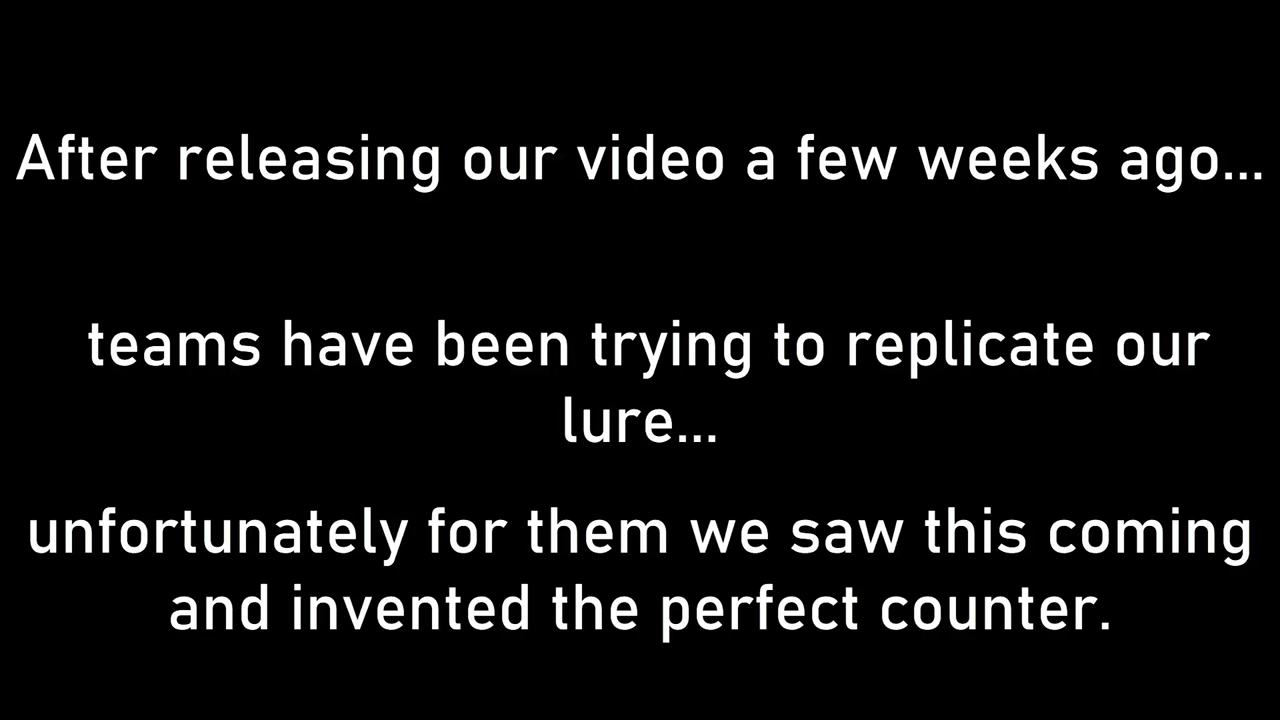 After releasing our video a few weeks ago...
teams have been trying to replicate our
lure...
unfortunately for them we saw this coming
and invented the perfect counter.